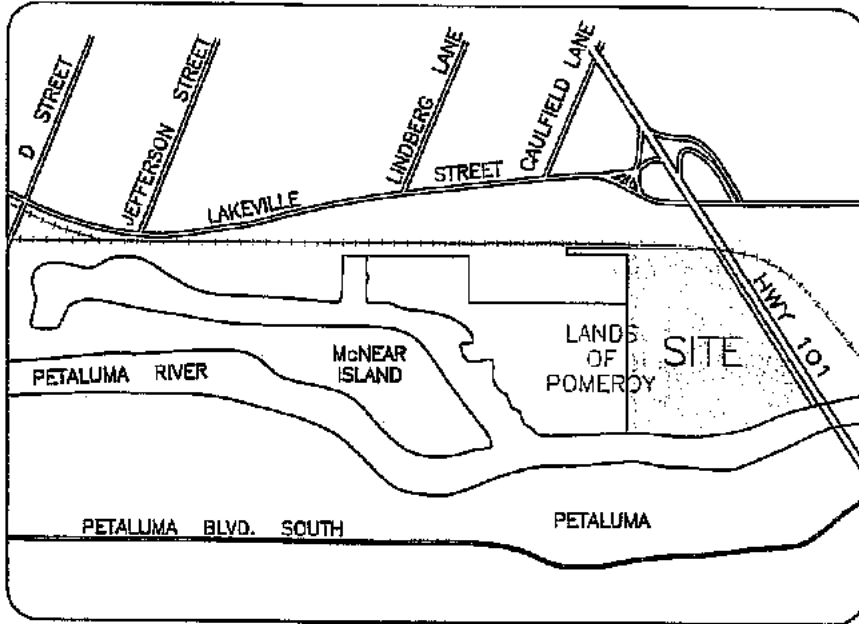 D STREET
JEFFERSON STREET
LINDBERG LANE
CAULFIELD LANE
LAKEVILLE STREET
HWY 101
LANDS
OF
POMEROY
SITE
McNEAR
ISLAND
PETALUMA RIVER
PETALUMA BLVD. SOUTH
PETALUMA